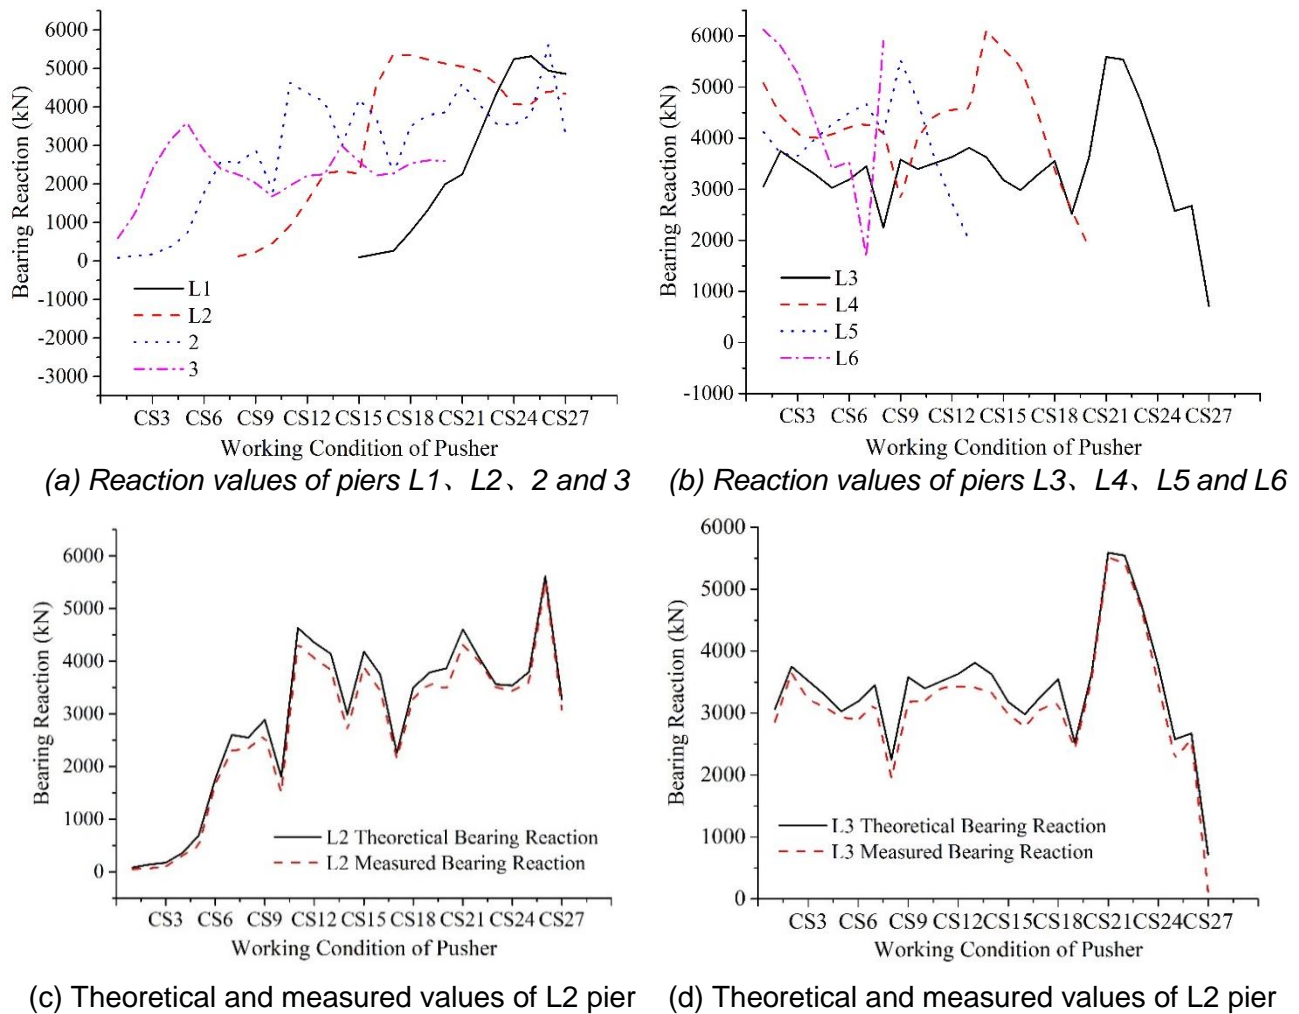 6000
5000
4000
3000
2000
1000
0
-1000
-2000
-3000
Bearing Reaction (kN)
L1
L2
2
3
CS3 CS6 CS9 CS12 CS15 CS18 CS21 CS24 CS27
Working Condition of Pusher
(a) Reaction values of piers L1、L2、2 and 3
6000
5000
4000
3000
2000
1000
0
-1000
Bearing Reaction (kN)
L3
L4
L5
L6
CS3 CS6 CS9 CS12 CS15 CS18 CS21 CS24 CS27
Working Condition of Pusher
(b) Reaction values of piers L3、L4、L5 and L6
6000
5000
4000
3000
2000
1000
0
Bearing Reaction (kN)
L2 Theoretical Bearing Reaction
L2 Measured Bearing Reaction
CS3 CS6 CS9 CS12 CS15 CS18 CS21 CS24 CS27
Working Condition of Pusher
(c) Theoretical and measured values of L2 pier
6000
5000
4000
3000
2000
1000
0
Bearing Reaction (kN)
L3 Theoretical Bearing Reaction
L3 Measured Bearing Reaction
CS3 CS6 CS9 CS12 CS15 CS18 CS21 CS24 CS27
Working Condition of Pusher
(d) Theoretical and measured values of L2 pier